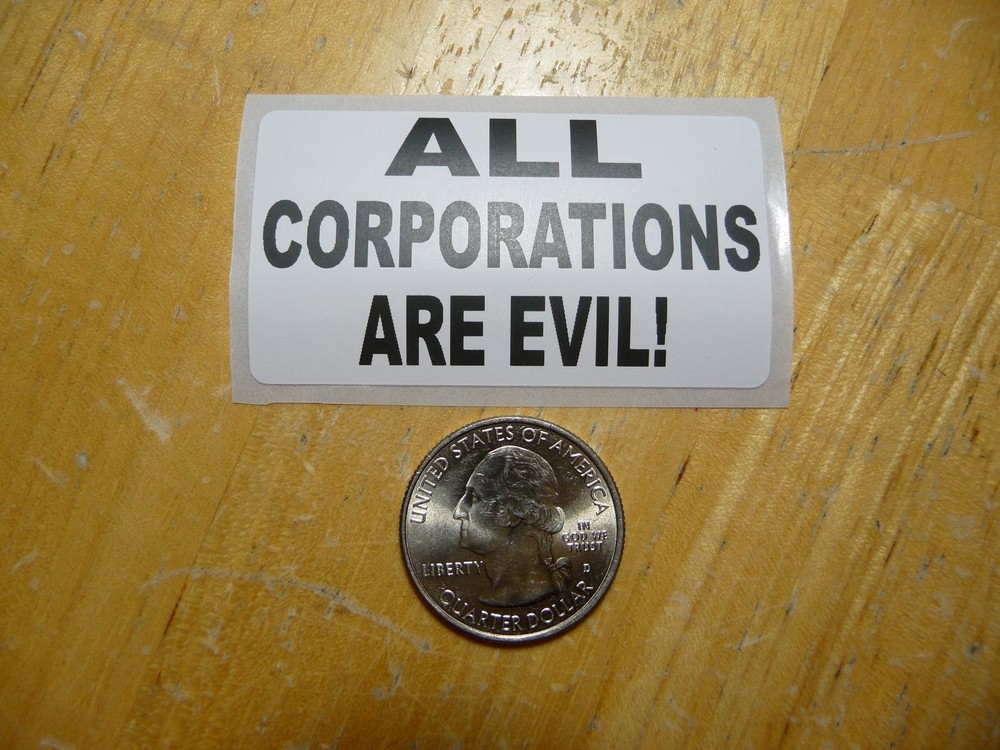 ALL
CORPORATIONS
ARE EVIL!
UNITED STATES OF AMERICA
IN
GOD WE
TRUST
LIBERTY
D
QUARTER DOLLAR